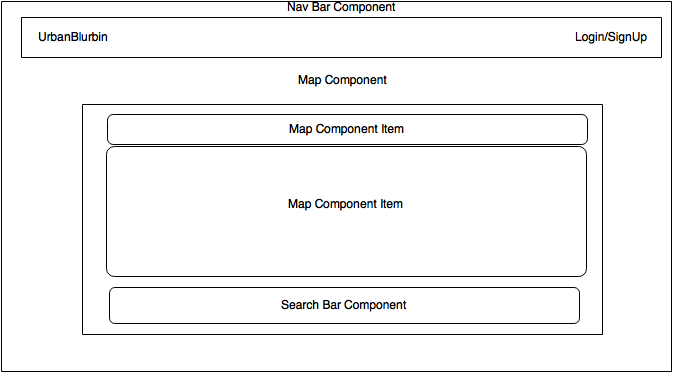 Nav Bar Component
UrbanBlurbin
Login/SignUp
Map Component
Map Component Item
Map Component Item
Search Bar Component